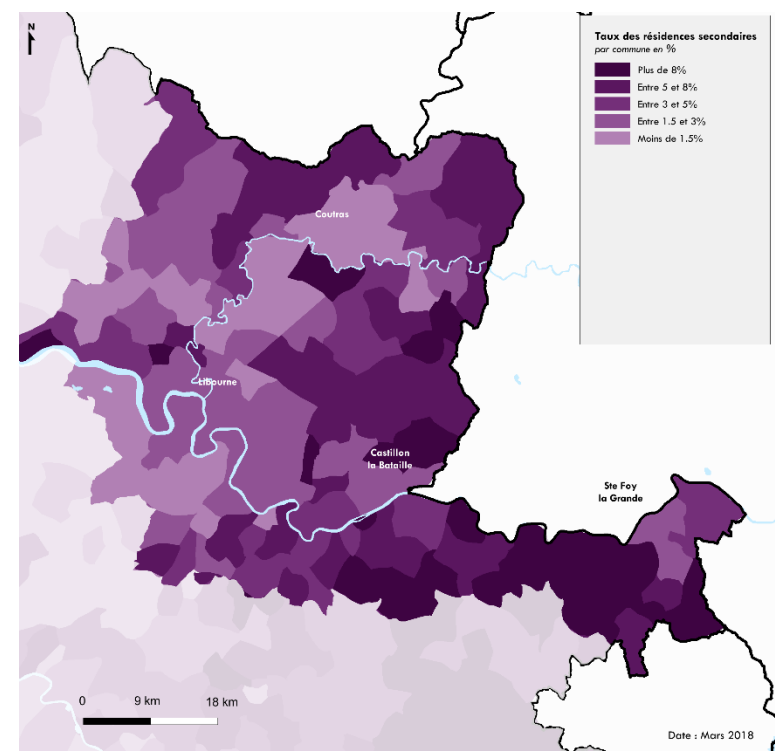 N
Taux des résidences secondaires
par commune en %
Plus de 8%
Entre 5 et 8%
Entre 3 et 5%
Entre 1.5 et 3%
Moins de 1.5%
Coutras
Libourne
Castillon
la Bataille
Ste Foy
la Grande
0 9 km 18 km
Date : Mars 2018